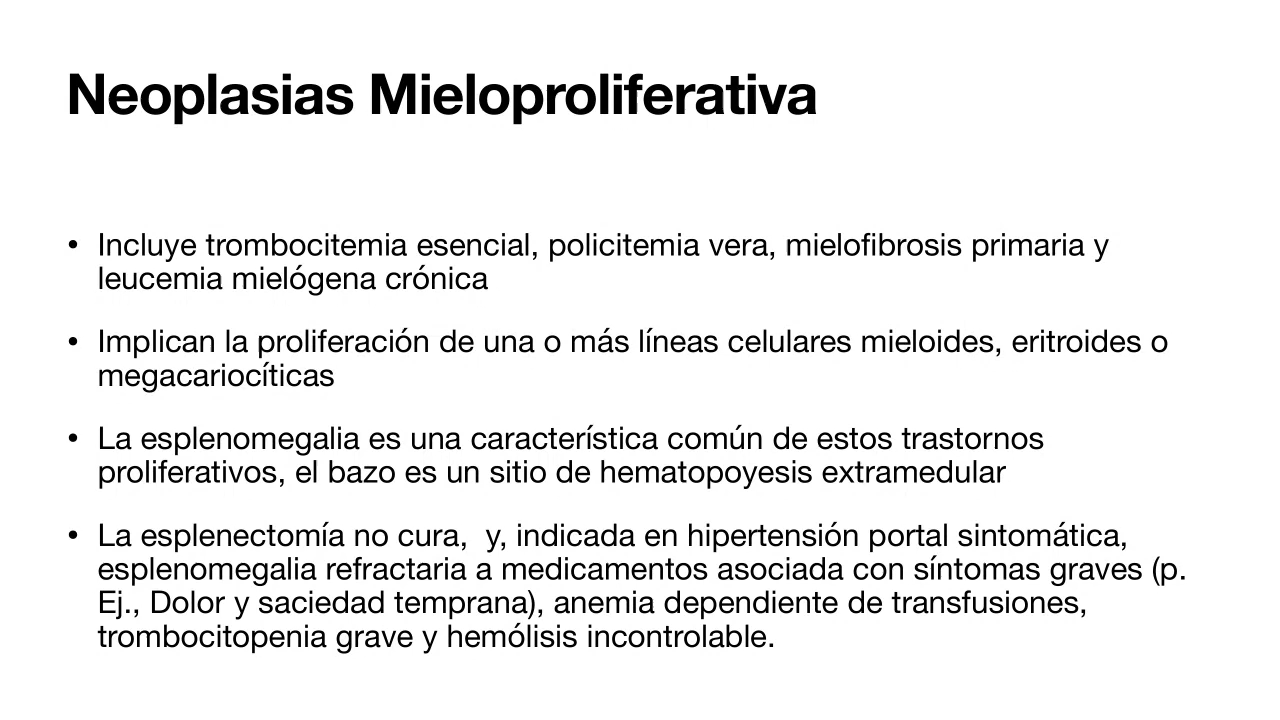 Neoplasias Mieloproliferativa
• Incluye trombocitemia esencial, policitemia vera, mielofibrosis primaria y
leucemia mielógena crónica
• Implican la proliferación de una o más líneas celulares mieloides, eritroides o
megacariocíticas
• La esplenomegalia es una característica común de estos trastornos
proliferativos, el bazo es un sitio de hematopoyesis extramedular
• La esplenectomía no cura,  y, indicada en hipertensión portal sintomática,
esplenomegalia refractaria a medicamentos asociada con síntomas graves (p.
Ej., Dolor y saciedad temprana), anemia dependiente de transfusiones,
trombocitopenia grave y hemólisis incontrolable.